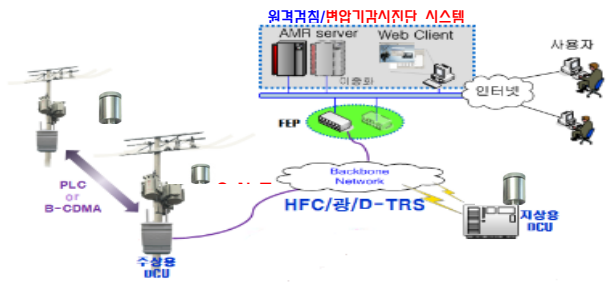 원격검침/변압기감시진단 시스템
AMR server
Web Client
이중화
사용자
인터넷
FEP
Backbone
Network
PLC
or
B-CDMA
HFC/광/D-TRS
주상용
DCU
지상용
DCU